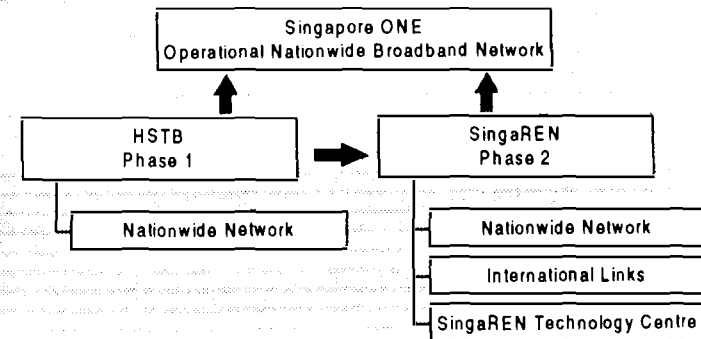 Singapore ONE
Operational Nationwide Broadband Network
HSTB
Phase 1
SingaREN
Phase 2
Nationwide Network
Nationwide Network
International Links
SingaREN Technology Centre